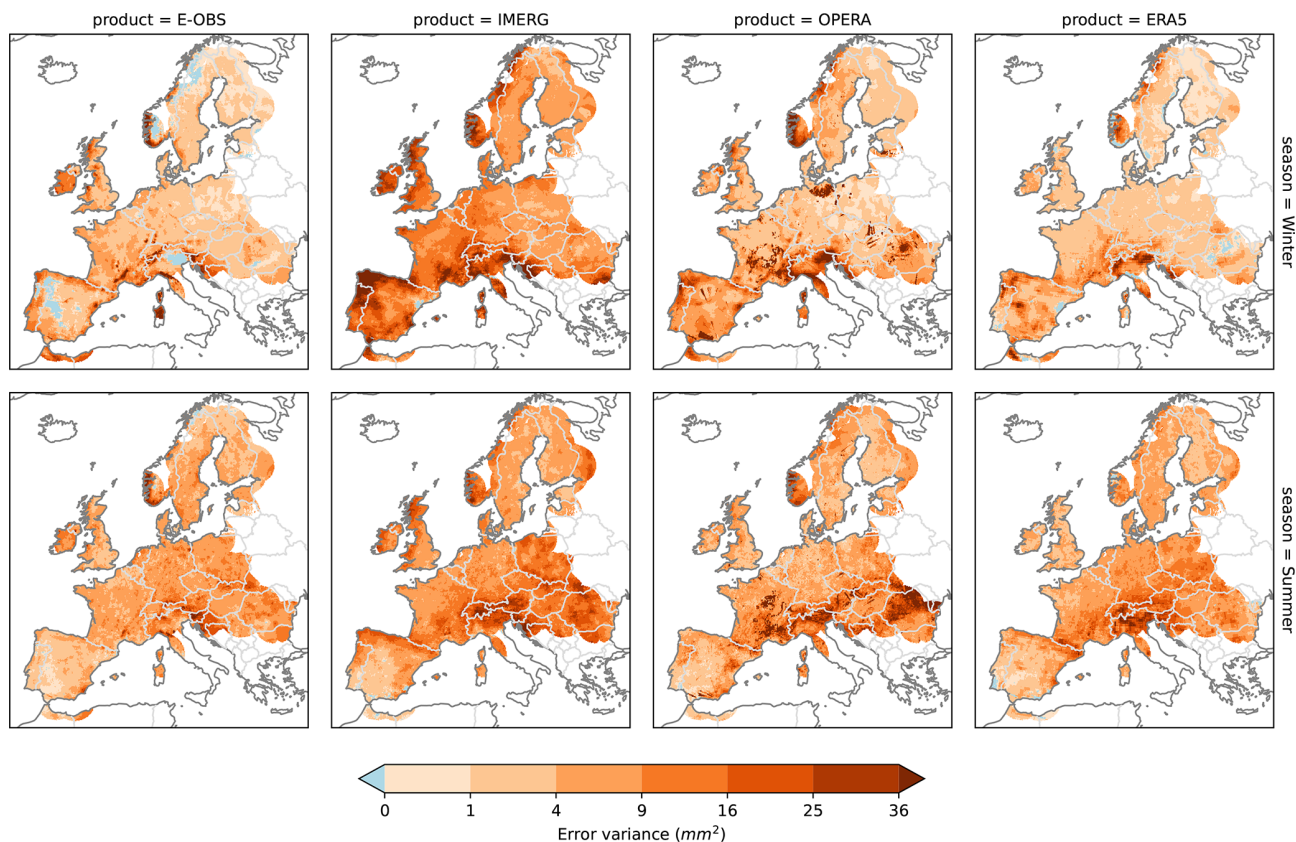 product = E-OBS
product = IMERG
product = OPERA
product = ERA5
season = Winter
season = Summer
0 1 4 9 16 25 36
Error variance (mm²)